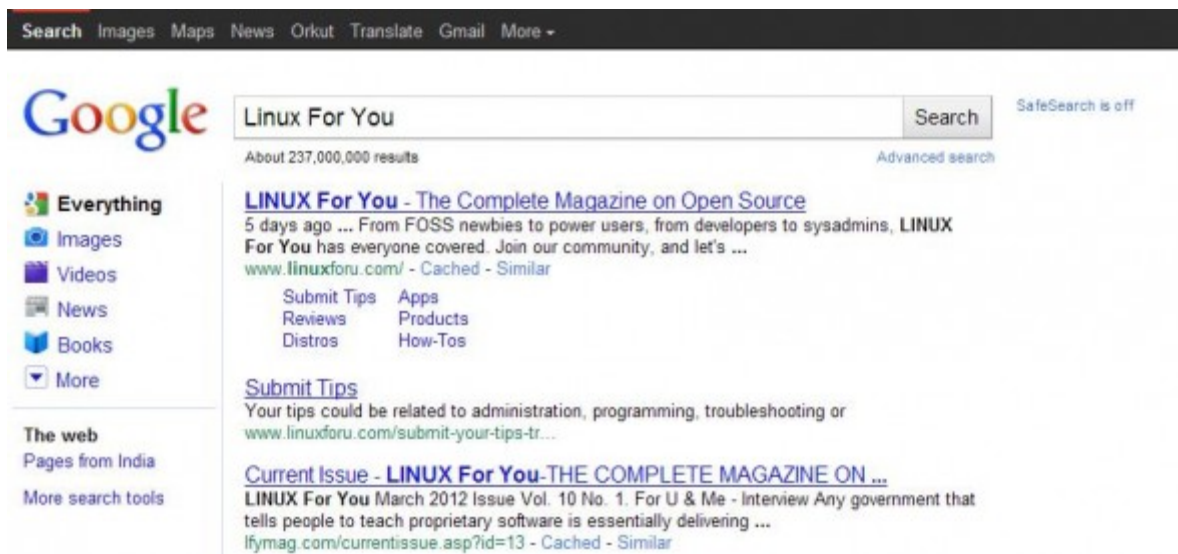 Search Images Maps News Orkut Translate Gmail More
Google
Linux For You
Search
SafeSearch is off
About 237,000,000 results
Advanced search
Everything
Images
Videos
News
Books
More
The web
Pages from India
More search tools
LINUX For You - The Complete Magazine on Open Source
5 days ago ... From FOSS newbies to power users, from developers to sysadmins, LINUX
For You has everyone covered. Join our community, and let's ...
www.linuxforu.com/ - Cached - Similar
Submit Tips Apps
Reviews Products
Distros How-Tos
Submit Tips
Your tips could be related to administration, programming, troubleshooting or
www.linuxforu.com/submit-your-tips-tr...
Current Issue - LINUX For You-THE COMPLETE MAGAZINE ON ...
LINUX For You March 2012 Issue Vol. 10 No. 1. For U & Me - Interview Any government that
tells people to teach proprietary software is essentially delivering ...
lfymag.com/currentissue.asp?id=13 - Cached - Similar